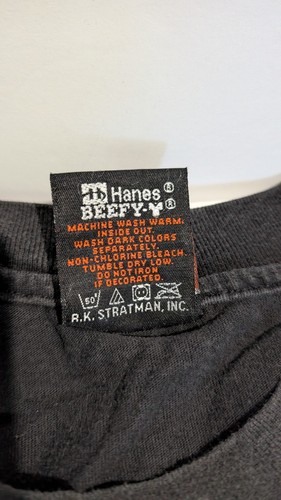 Hanes®
BEEFY-T®
MACHINE WASH WARM,
INSIDE OUT.
WASH DARK COLORS
SEPARATELY.
NON-CHLORINE BLEACH.
TUMBLE DRY LOW.
DO NOT IRON
IF DECORATED.
50°
R.K. STRATMAN, INC.